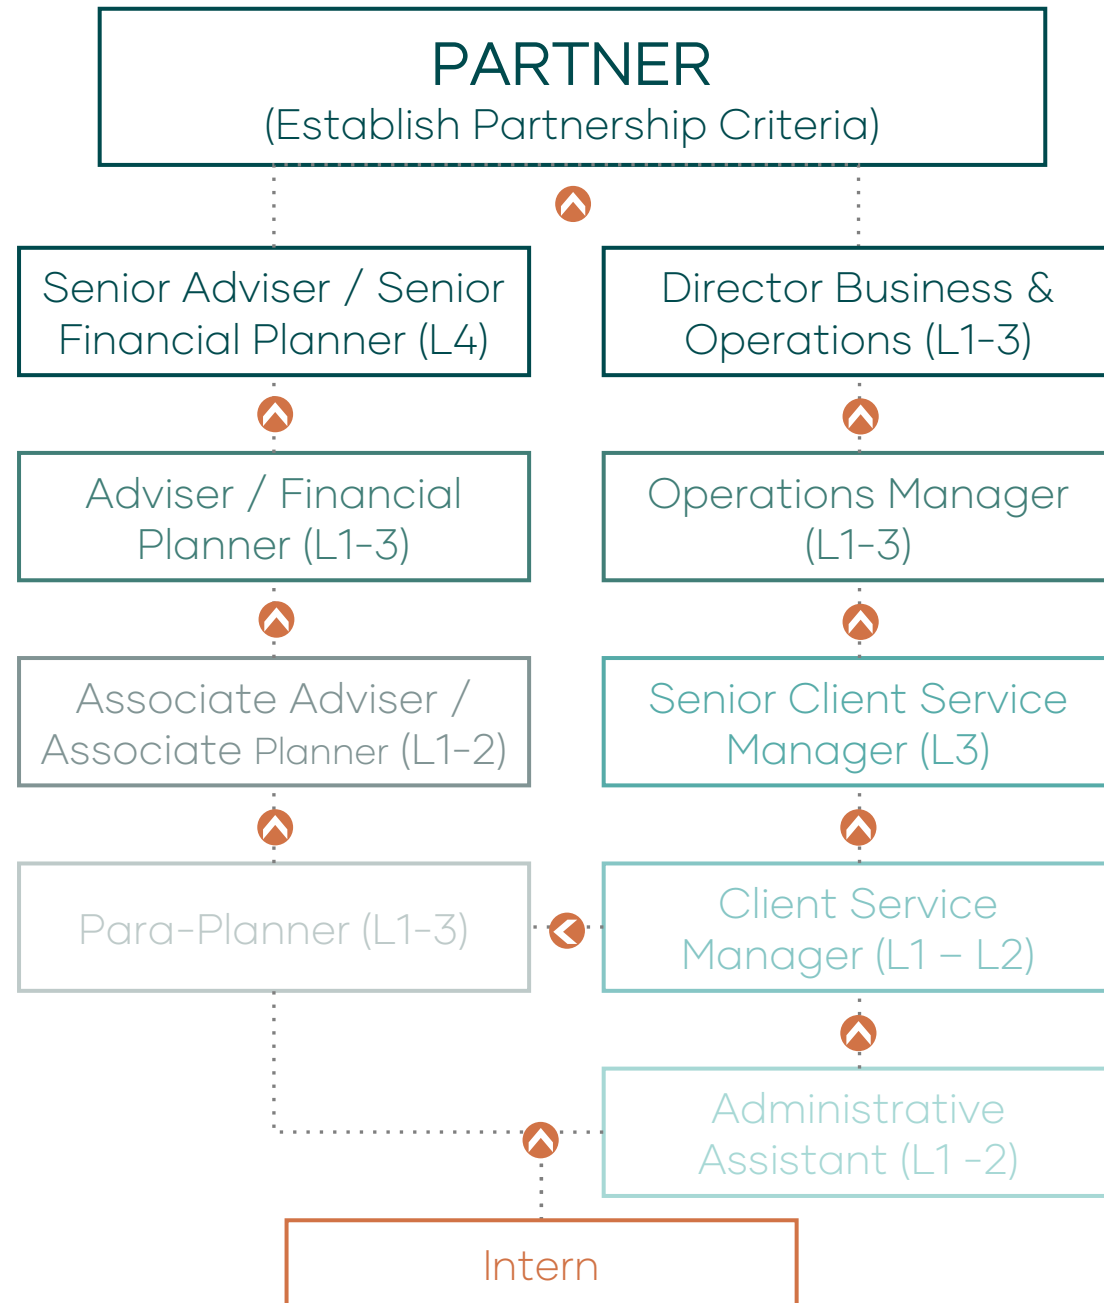 PARTNER
(Establish Partnership Criteria)
Senior Adviser / Senior
Financial Planner (L4)
Director Business &
Operations (L1-3)
Adviser / Financial
Planner (L1-3)
Operations Manager
(L1-3)
Associate Adviser /
Associate Planner (L1-2)
Senior Client Service
Manager (L3)
Para-Planner (L1-3)
Client Service
Manager (L1 – L2)
Administrative
Assistant (L1 -2)
Intern